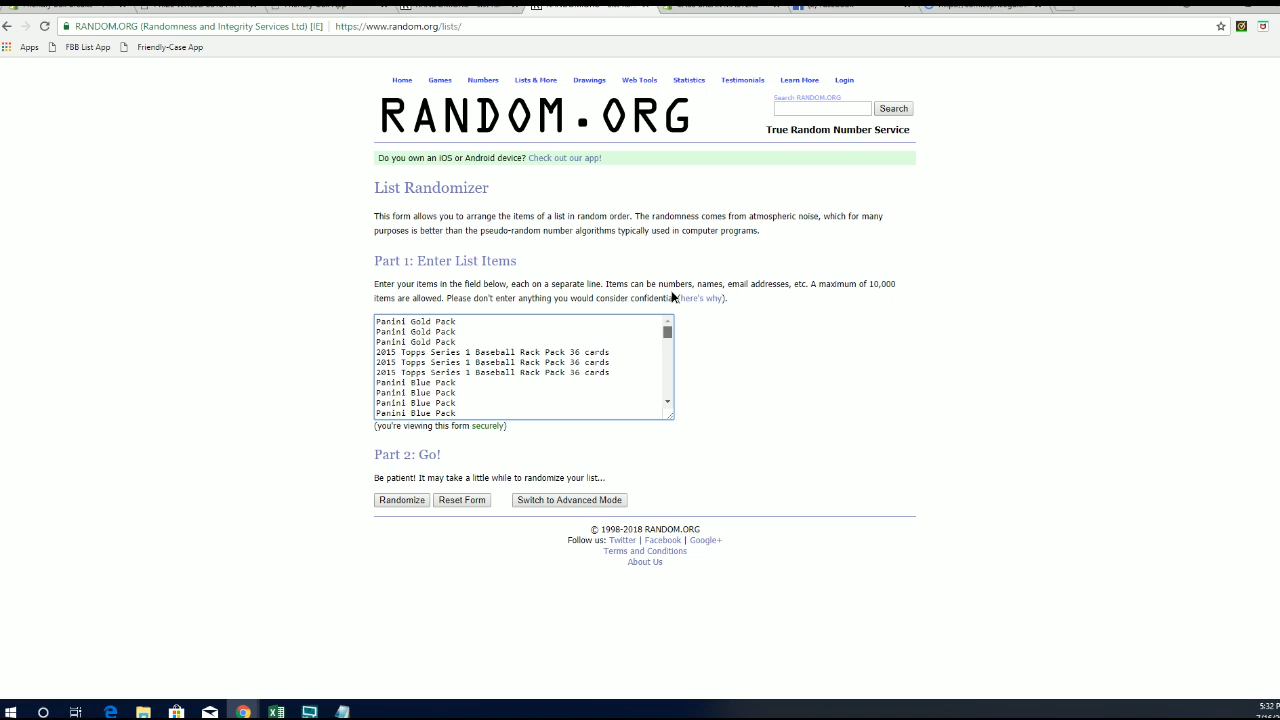 RANDOM.ORG (Randomness and Integrity Services Ltd) [IE] https://www.random.org/lists/
Apps FBB List App Friendly-Case App
Home Games Numbers Lists & More Drawings Web Tools Statistics Testimonials Learn More Login
RANDOM.ORG
Search RANDOM.ORG
Search
True Random Number Service
Do you own an iOS or Android device? Check out our app!
List Randomizer
This form allows you to arrange the items of a list in random order. The randomness comes from atmospheric noise, which for many
purposes is better than the pseudo-random number algorithms typically used in computer programs.
Part 1: Enter List Items
Enter your items in the field below, each on a separate line. Items can be numbers, names, email addresses, etc. A maximum of 10,000
items are allowed. Please don't enter anything you would consider confidential (here's why).
Panini Gold Pack
Panini Gold Pack
Panini Gold Pack
2015 Topps Series 1 Baseball Rack Pack 36 cards
2015 Topps Series 1 Baseball Rack Pack 36 cards
2015 Topps Series 1 Baseball Rack Pack 36 cards
Panini Blue Pack
Panini Blue Pack
Panini Blue Pack
Panini Blue Pack
(you're viewing this form securely)
Part 2: Go!
Be patient! It may take a little while to randomize your list...
Randomize Reset Form Switch to Advanced Mode
© 1998-2018 RANDOM.ORG
Follow us: Twitter | Facebook | Google+
Terms and Conditions
About Us
5:32 P